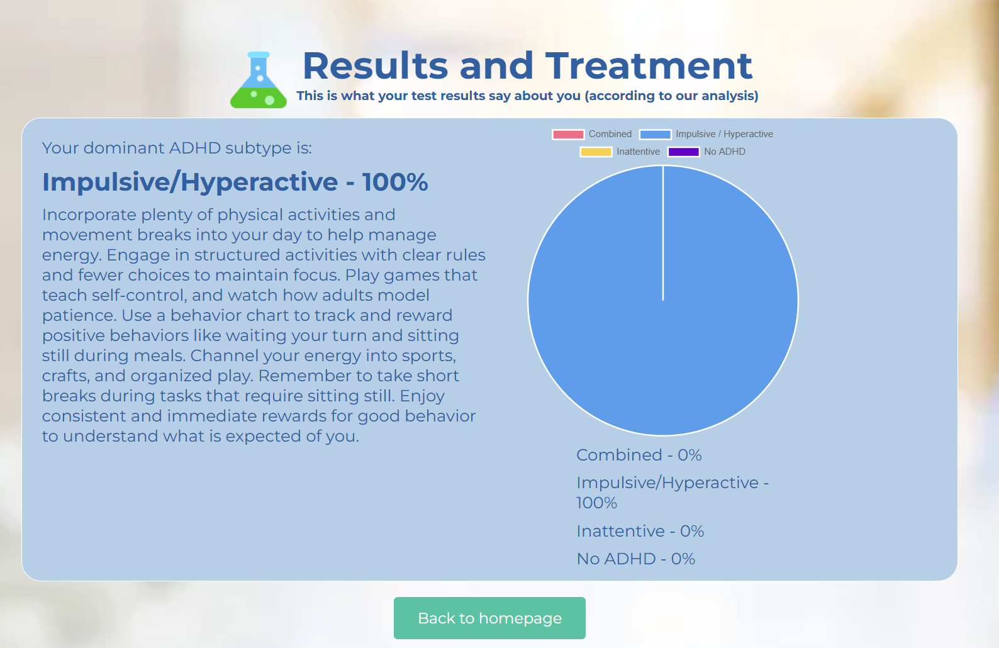 Results and Treatment
This is what your test results say about you (according to our analysis)
Your dominant ADHD subtype is:
Impulsive/Hyperactive - 100%
Incorporate plenty of physical activities and
movement breaks into your day to help manage
energy. Engage in structured activities with clear rules
and fewer choices to maintain focus. Play games that
teach self-control, and watch how adults model
patience. Use a behavior chart to track and reward
positive behaviors like waiting your turn and sitting
still during meals. Channel your energy into sports,
crafts, and organized play. Remember to take short
breaks during tasks that require sitting still. Enjoy
consistent and immediate rewards for good behavior
to understand what is expected of you.
Combined Impulsive / Hyperactive
Inattentive No ADHD
Combined - 0%
Impulsive/Hyperactive -
100%
Inattentive - 0%
No ADHD - 0%
Back to homepage